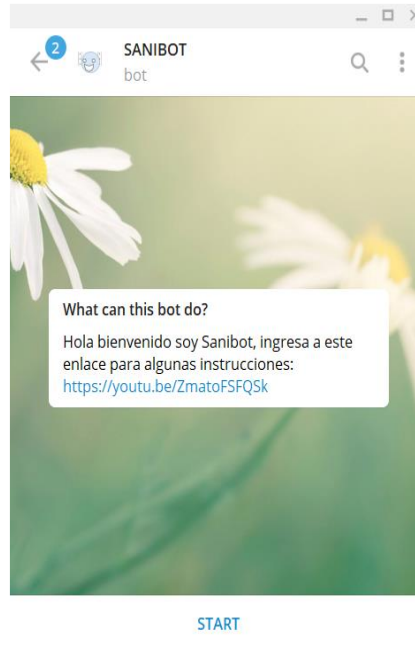 2
SANIBOT
bot
What can this bot do?
Hola bienvenido soy Sanibot, ingresa a este
enlace para algunas instrucciones:
https://youtu.be/ZmatoFSFQSk
START